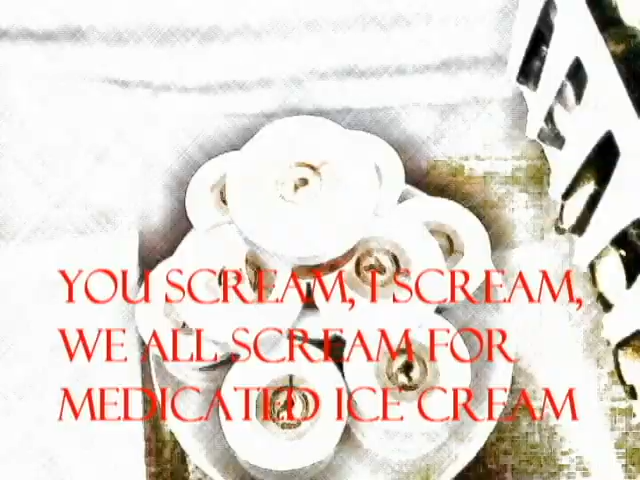 YOU SCREAM, I SCREAM,
WE ALL SCREAM FOR
MEDICATED ICE CREAM